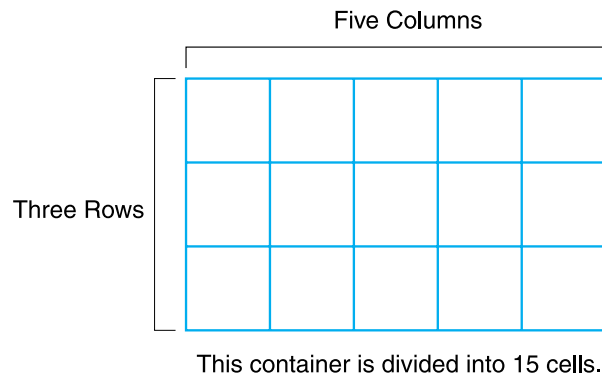 Five Columns
Three Rows
This container is divided into 15 cells.